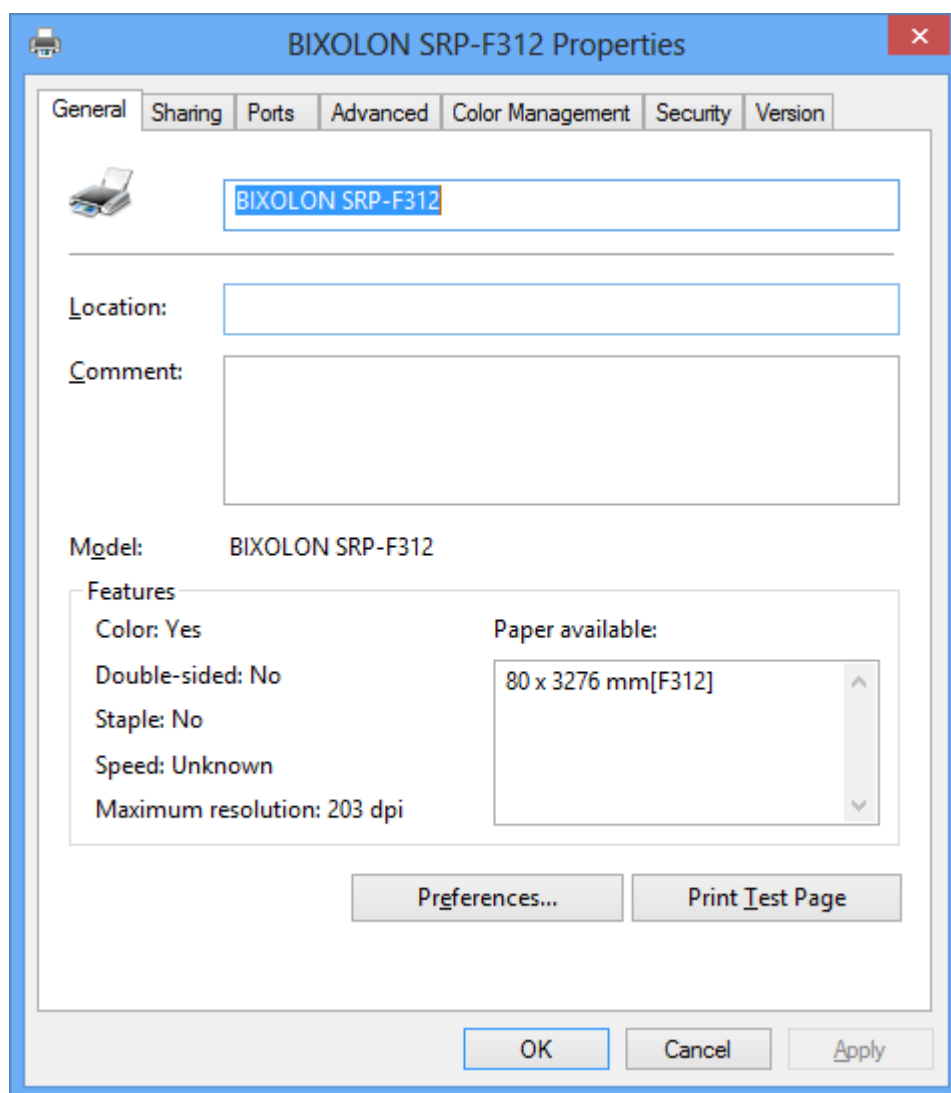 BIXOLON SRP-F312 Properties
General Sharing Ports Advanced Color Management Security Version
BIXOLON SRP-F312
Location:
Comment:
Model: BIXOLON SRP-F312
Features
Color: Yes
Double-sided: No
Staple: No
Speed: Unknown
Maximum resolution: 203 dpi
Paper available:
80 x 3276 mm[F312]
Preferences... Print Test Page
OK Cancel Apply